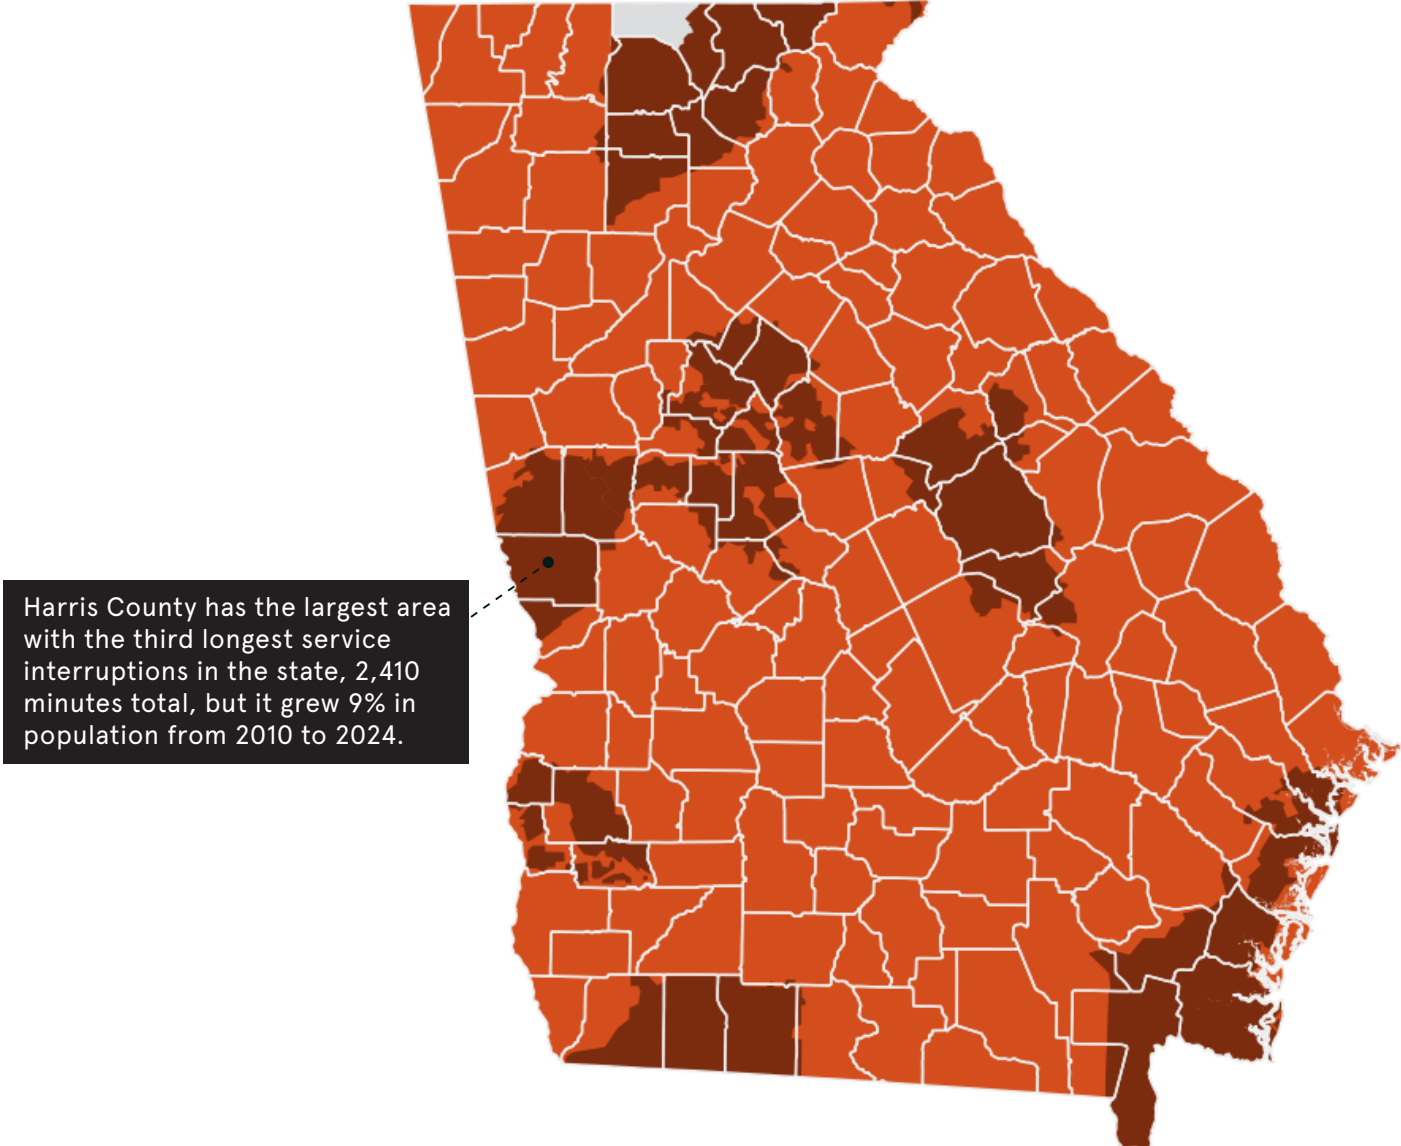 Harris County has the largest area
with the third longest service
interruptions in the state, 2,410
minutes total, but it grew 9% in
population from 2010 to 2024.